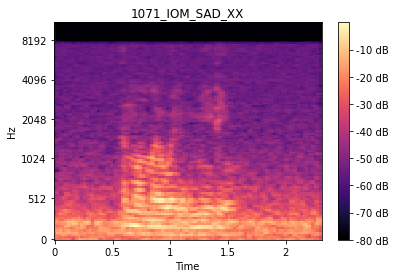 1071_IOM_SAD_XX
8192
4096
2048
1024
512
0
Hz
0
0.5
1
1.5
2
Time
-10 dB
-20 dB
-30 dB
-40 dB
-50 dB
-60 dB
-70 dB
-80 dB